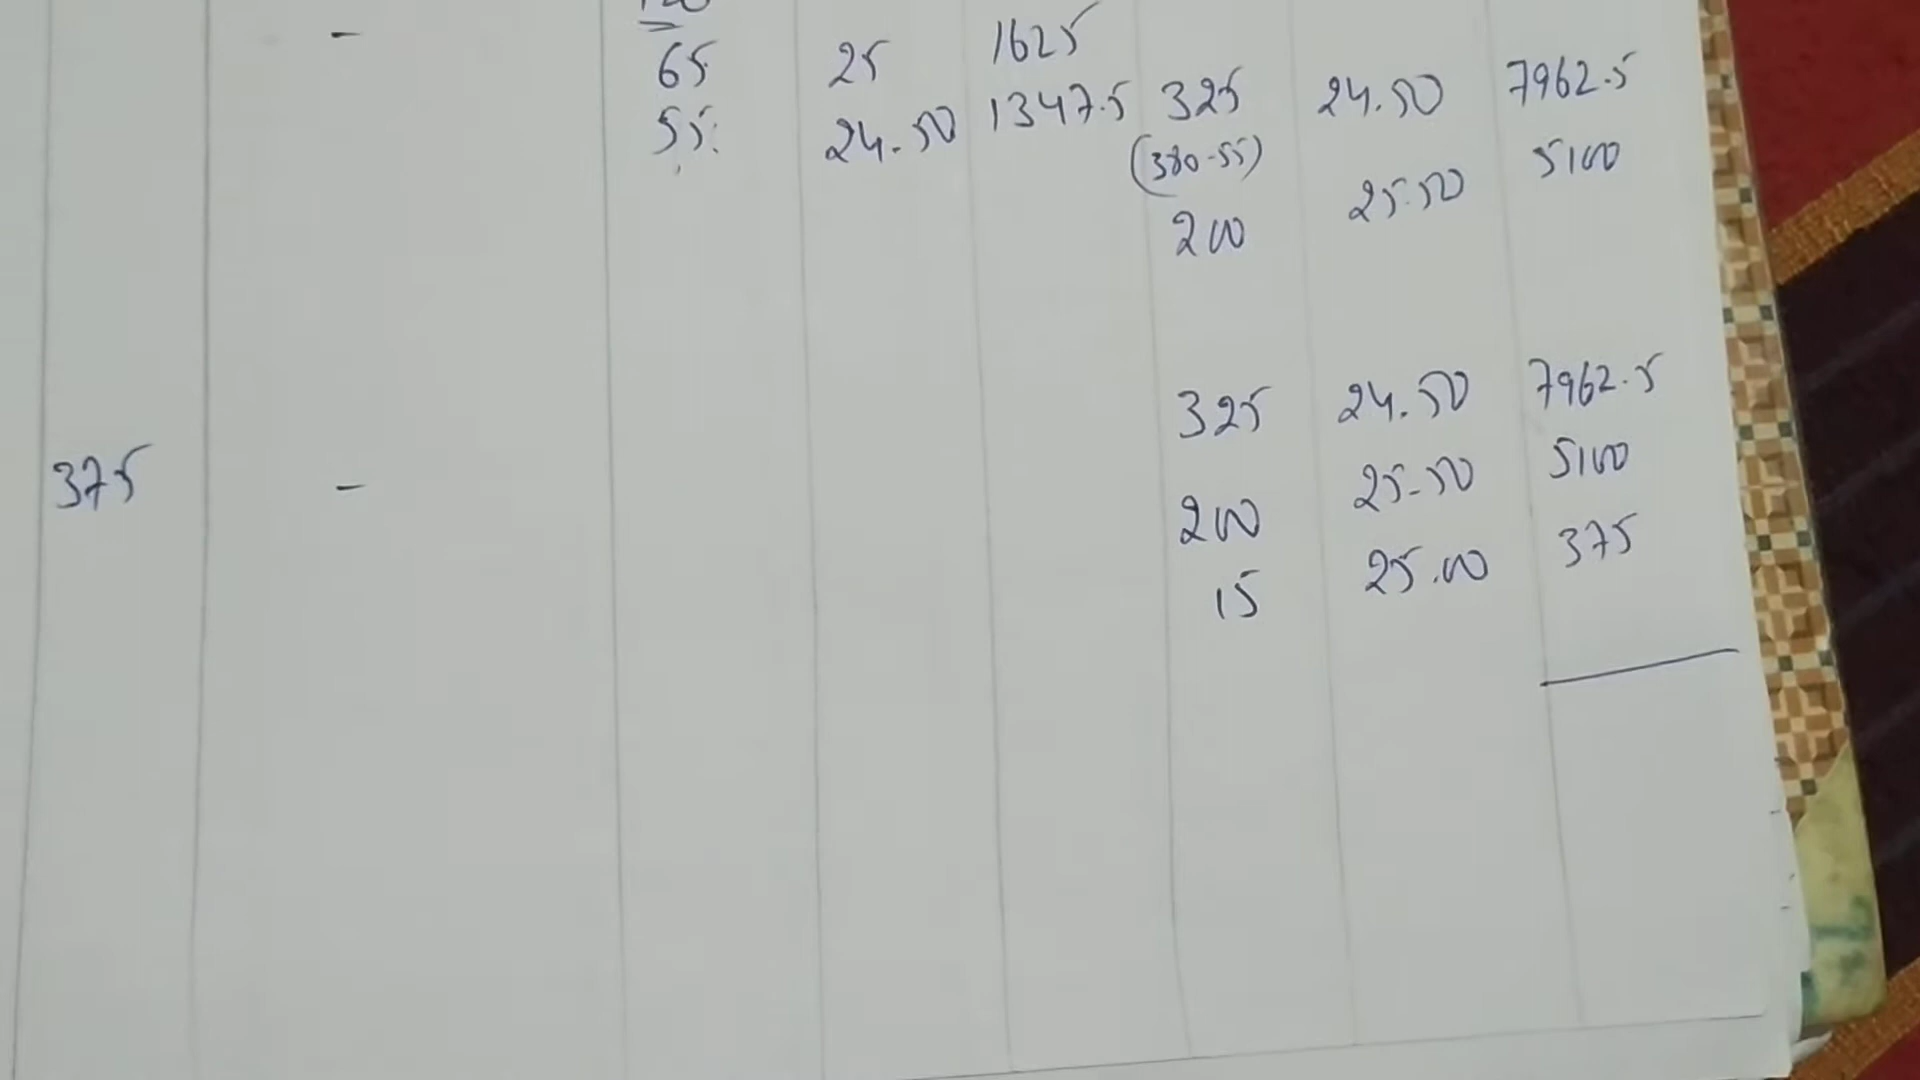 -
65 25 1625
55 24.50 1347.5 325 24.50 7962.5
(380-55)
200 25.50 5100
325 24.50 7962.5
375 - 200 25-50 5100
15 25.00 375